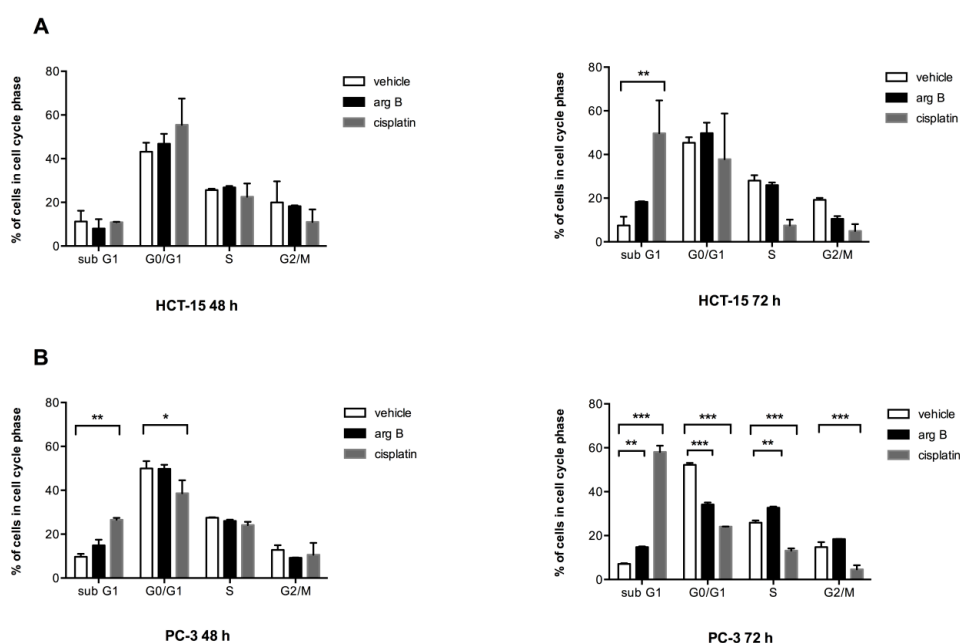 A
% of cells in cell cycle phase
80
60
40
20
0
sub G1 G0/G1 S G2/M
vehicle
arg B
cisplatin
HCT-15 48 h
% of cells in cell cycle phase
80
60
40
20
0
**
sub G1 G0/G1 S G2/M
vehicle
arg B
cisplatin
HCT-15 72 h
B
% of cells in cell cycle phase
80
60
40
20
0
** *
sub G1 G0/G1 S G2/M
vehicle
arg B
cisplatin
PC-3 48 h
% of cells in cell cycle phase
80
60
40
20
0
*** *** *** ***
** *** **
sub G1 G0/G1 S G2/M
vehicle
arg B
cisplatin
PC-3 72 h